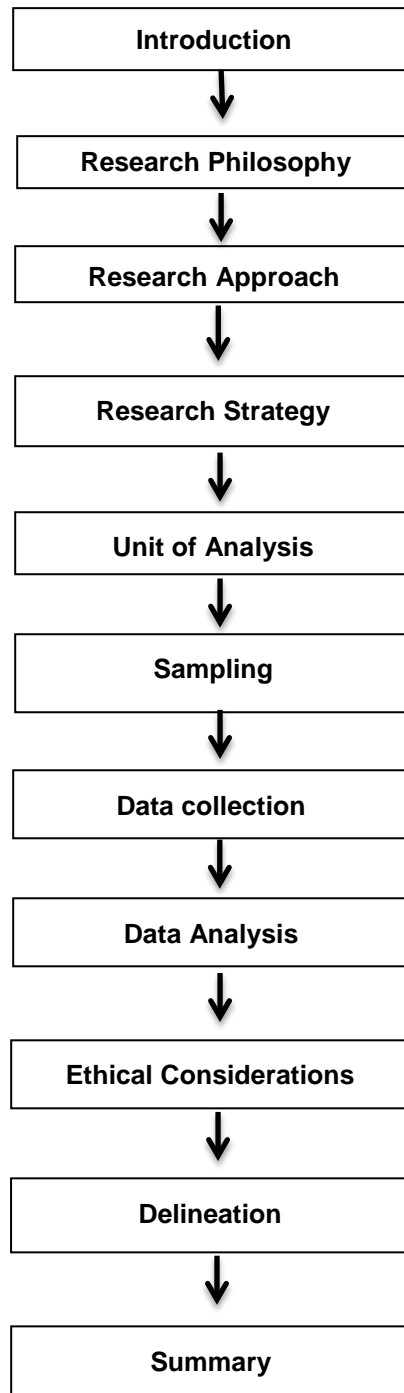 Introduction
Research Philosophy
Research Approach
Research Strategy
Unit of Analysis
Sampling
Data collection
Data Analysis
Ethical Considerations
Delineation
Summary